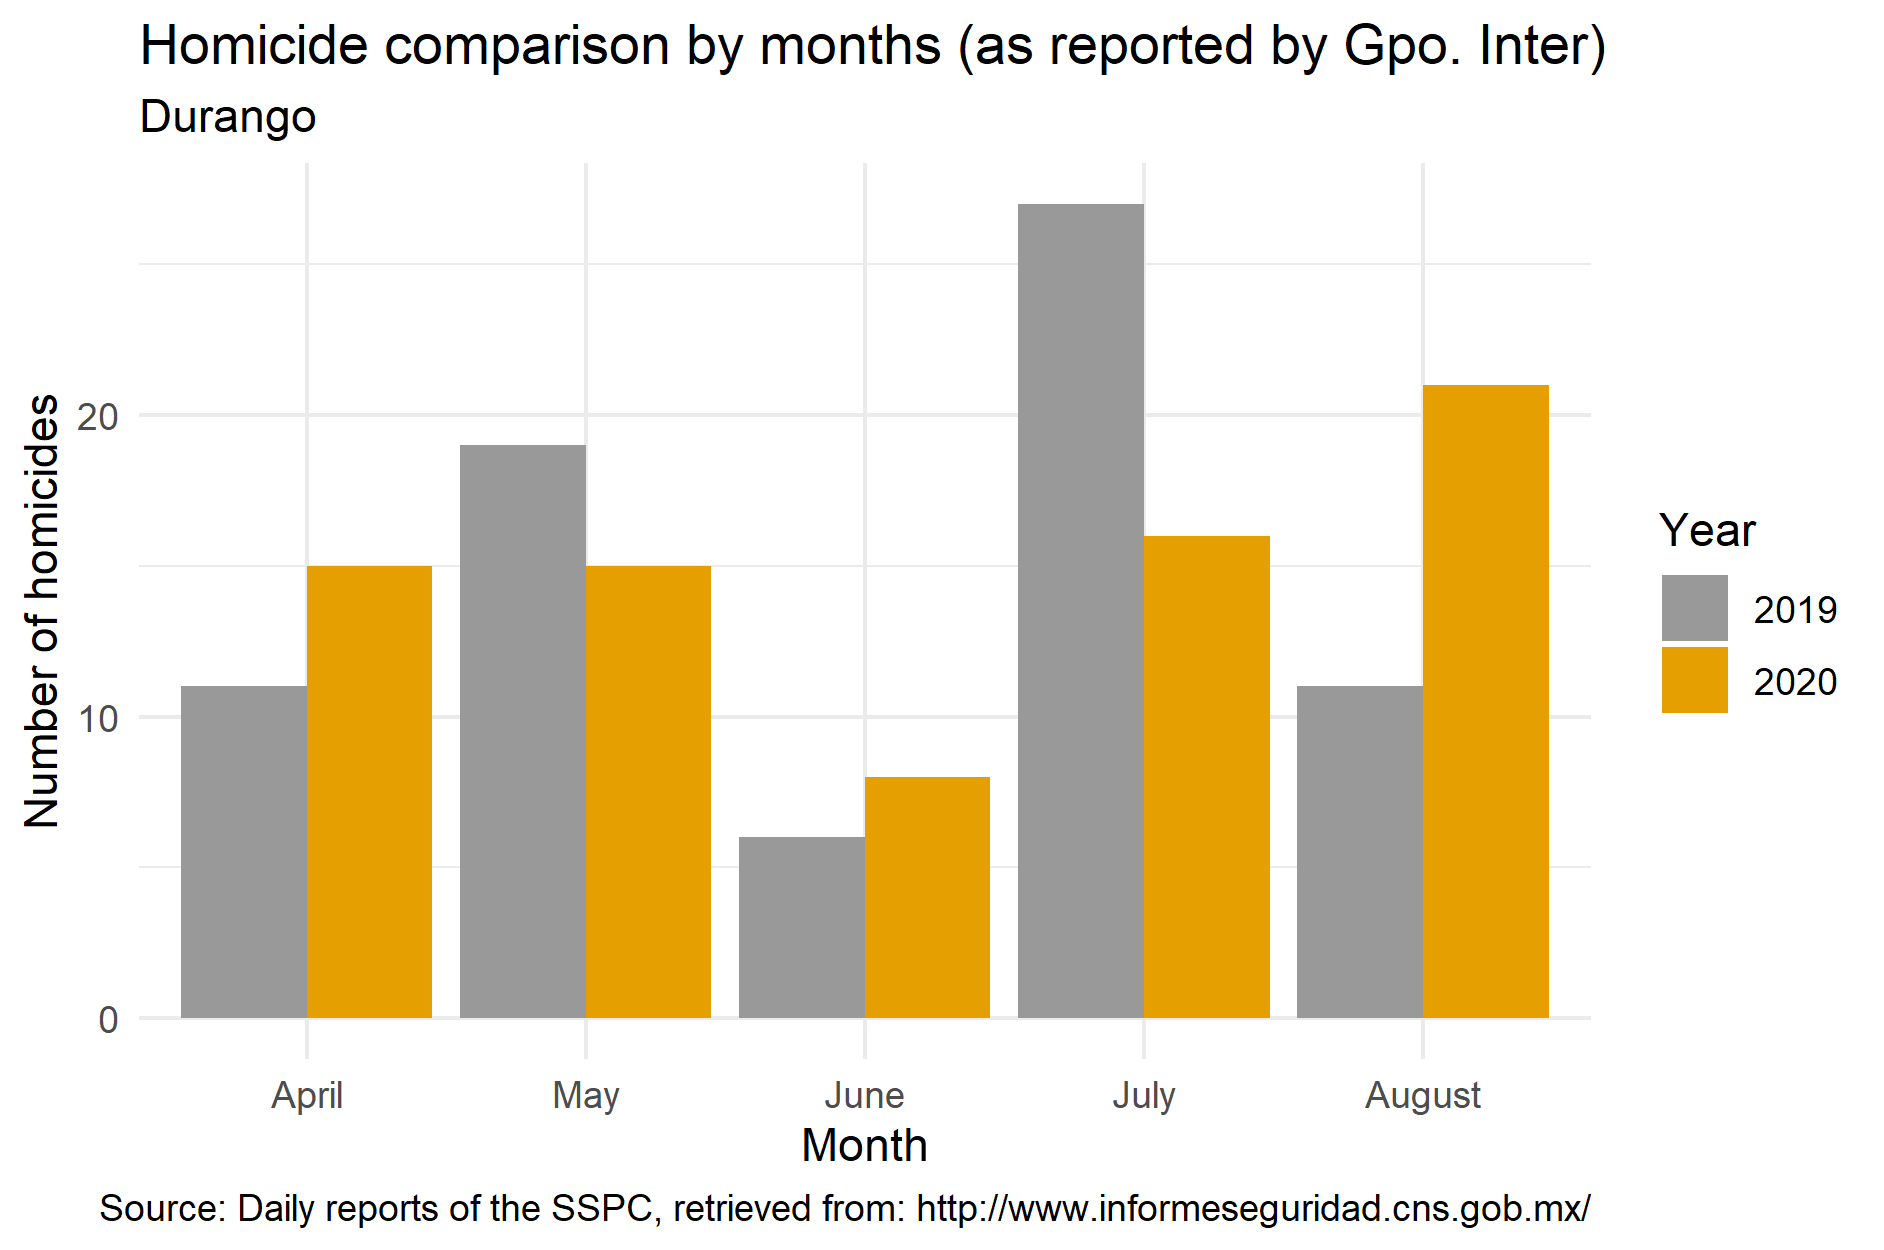 Homicide comparison by months (as reported by Gpo. Inter)
Durango
Number of homicides
20
10
0
April May June July August
Month
Year
2019
2020
Source: Daily reports of the SSPC, retrieved from: http://www.informeseguridad.cns.gob.mx/